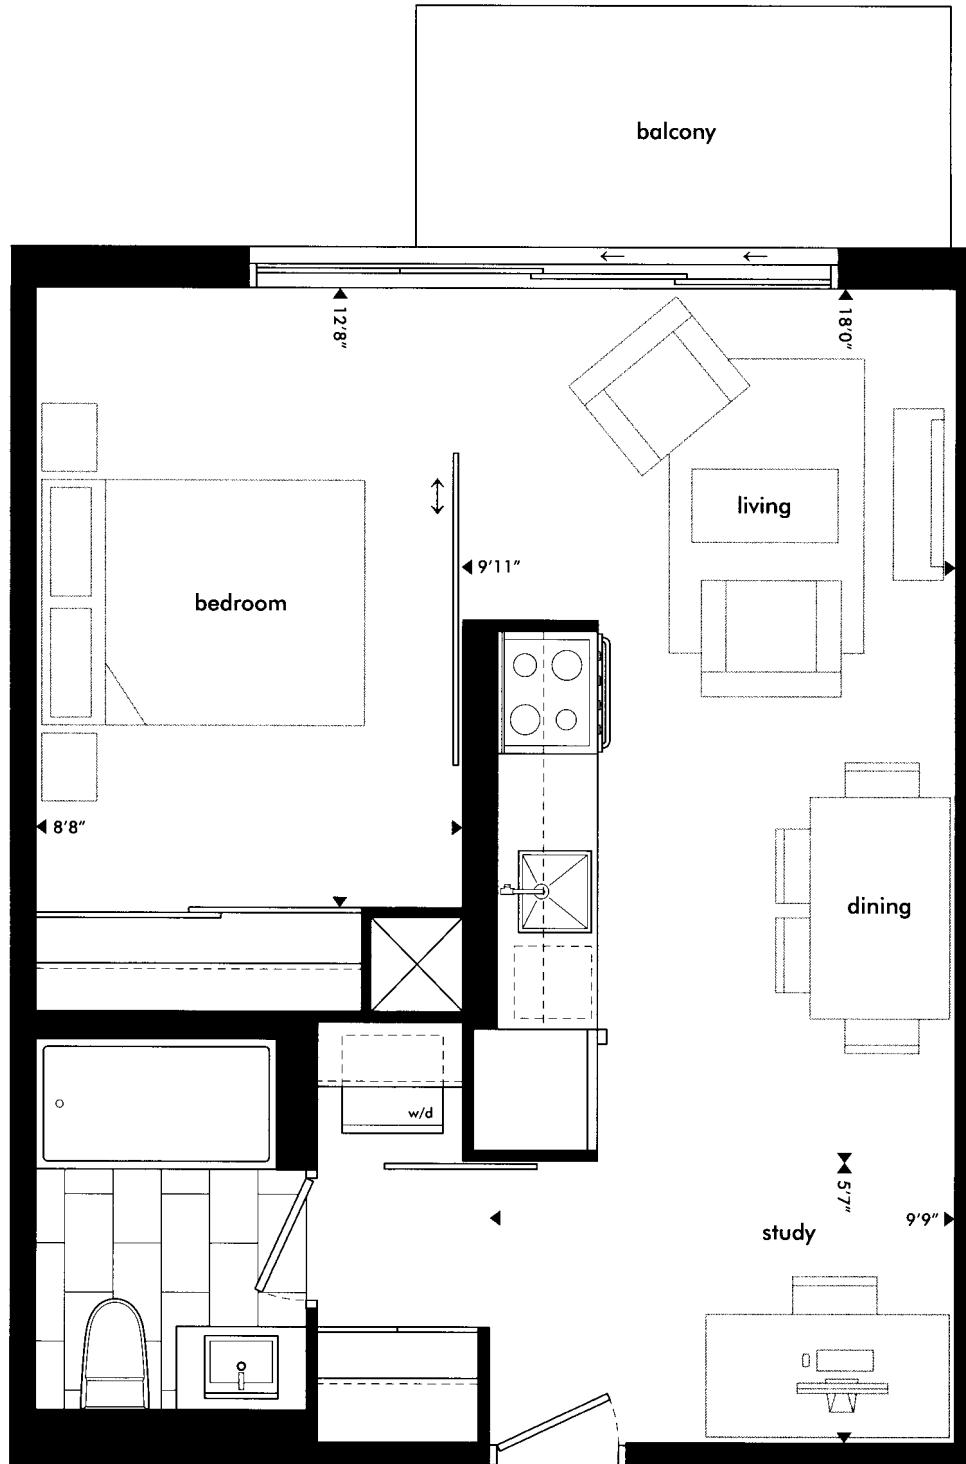 balcony
12'8"
18'0"
living
9'11"
bedroom
8'8"
dining
w/d
5'7"
9'9"
study